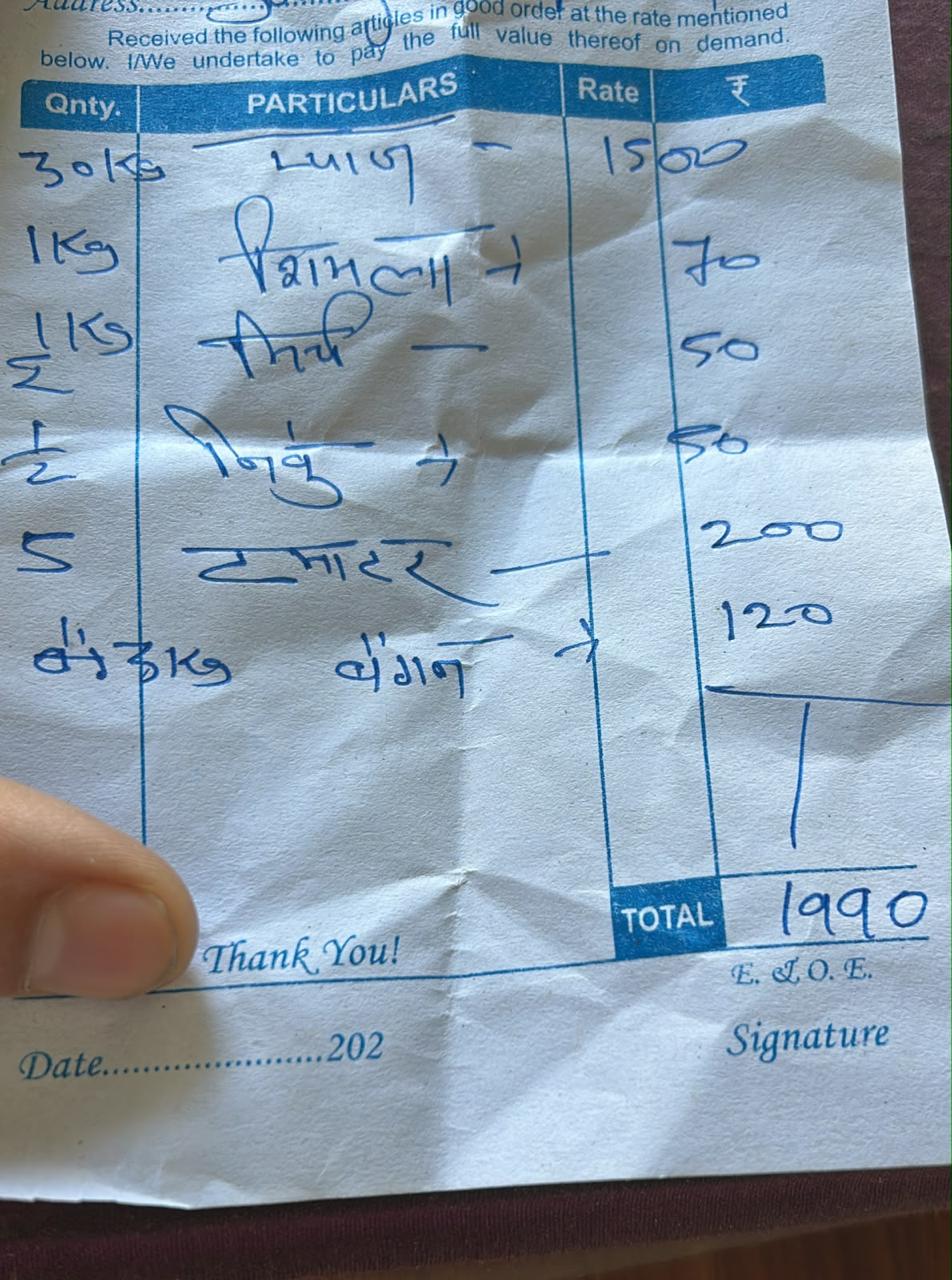 Address
Received the following articles in good order at the rate mentioned
below. I/We undertake to pay the full value thereof on demand.
Qnty. PARTICULARS Rate ₹
30Kg प्याज - 1500
1Kg शिमला → 70
1/2 Kg मिर्च — 50
1/2 निंबु → 50
5 टमाटर — 200
3Kg बैंगन → 120
TOTAL 1990
Thank You!
E. & O. E.
Date 202
Signature